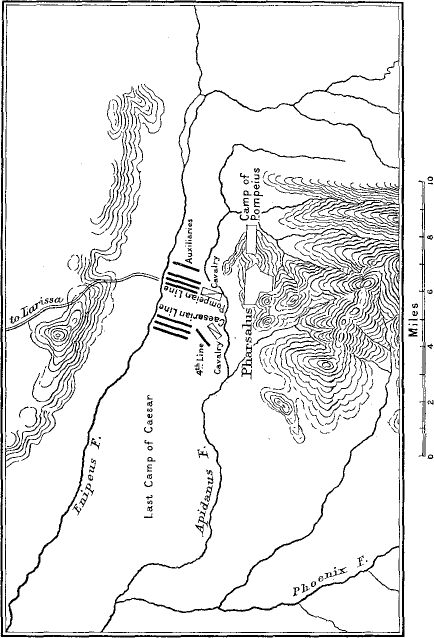 to Larissa
Enipeus F.
Last Camp of Caesar
Apidanus F.
Phoenix F.
Caesarian Line
4th Line
Cavalry
Pompeian Line
Cavalry
Auxiliaries
Camp of
Pompeius
Pharsalus
Miles
0 2 4 6 8 10